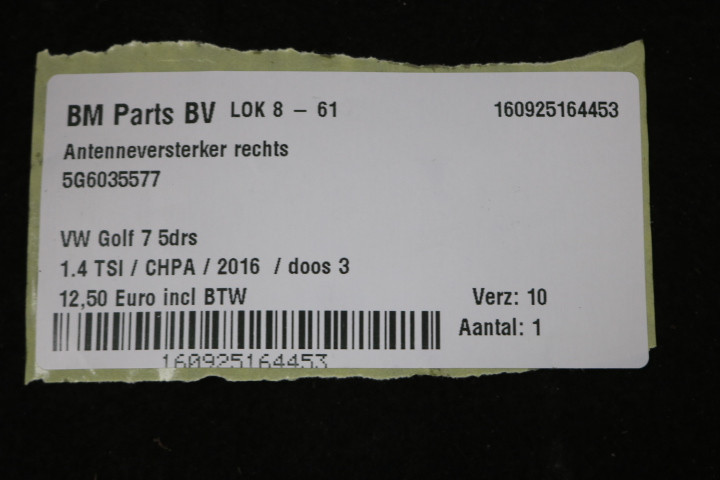 BM Parts BV LOK 8 – 61 160925164453
Antenneversterker rechts
5G6035577
VW Golf 7 5drs
1.4 TSI / CHPA / 2016 / doos 3
12,50 Euro incl BTW Verz: 10
Aantal: 1
160925164453